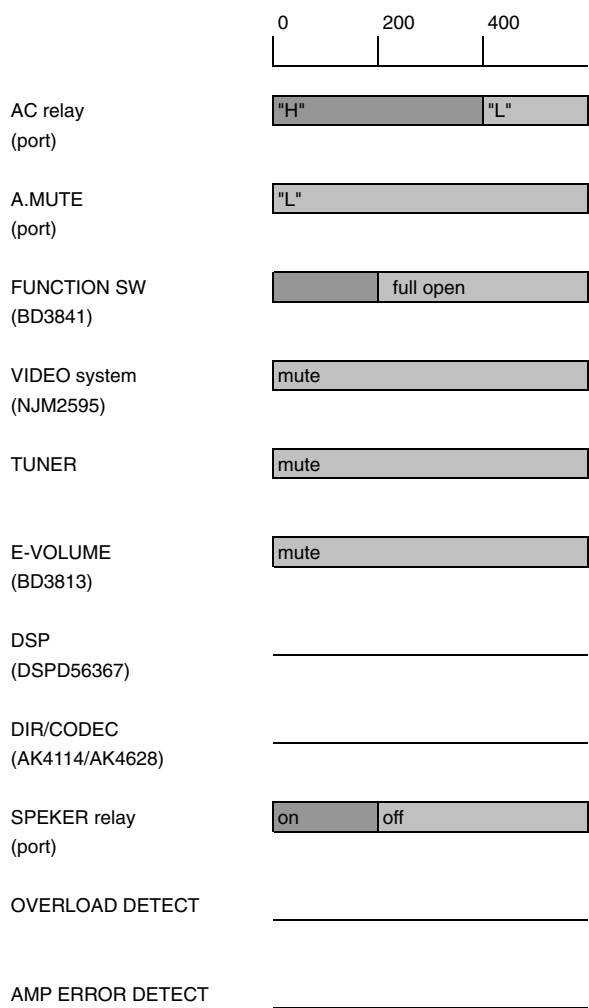 0 200 400
AC relay "H" "L"
(port)
A.MUTE "L"
(port)
FUNCTION SW full open
(BD3841)
VIDEO system mute
(NJM2595)
TUNER mute
E-VOLUME mute
(BD3813)
DSP
(DSPD56367)
DIR/CODEC
(AK4114/AK4628)
SPEKER relay on off
(port)
OVERLOAD DETECT
AMP ERROR DETECT